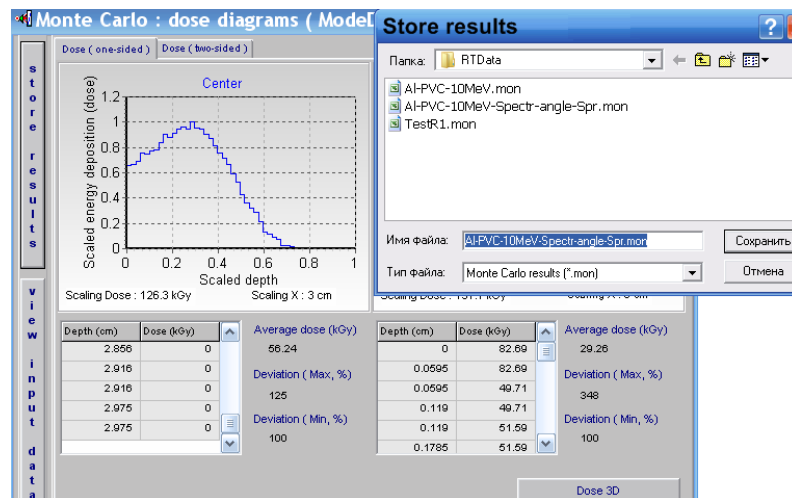 Monte Carlo : dose diagrams ( Mode
Store results
?
Dose ( one-sided )
Dose ( two-sided )
store results
view input data
Center
Scaled energy deposition (dose)
1.2
1
0.8
0.6
0.4
0.2
0
0 0.2 0.4 0.6 0.8 1
Scaled depth
Scaling Dose : 126.3 kGy
Scaling X : 3 cm
Папка:
RTData
Al-PVC-10MeV.mon
Al-PVC-10MeV-Spectr-angle-Spr.mon
TestR1.mon
Имя файла:
Al-PVC-10MeV-Spectr-angle-Spr.mon
Сохранить
Тип файла:
Monte Carlo results (*.mon)
Отмена
Depth (cm) Dose (kGy)
2.856 0
2.916 0
2.916 0
2.975 0
2.975 0
Average dose (kGy)
56.24
Deviation ( Max, %)
125
Deviation ( Min, %)
100
Depth (cm) Dose (kGy)
0 82.69
0.0595 82.69
0.0595 49.71
0.119 49.71
0.119 51.59
0.1785 51.59
Average dose (kGy)
29.26
Deviation ( Max, %)
348
Deviation ( Min, %)
100
Dose 3D